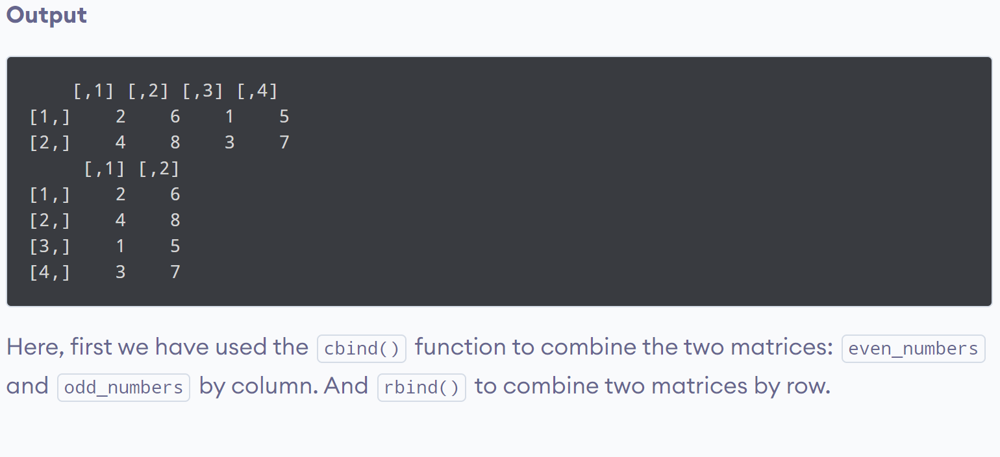 Output
    [,1] [,2] [,3] [,4]
[1,]    2    6    1    5
[2,]    4    8    3    7
     [,1] [,2]
[1,]    2    6
[2,]    4    8
[3,]    1    5
[4,]    3    7
Here, first we have used the cbind() function to combine the two matrices: even_numbers
and odd_numbers by column. And rbind() to combine two matrices by row.